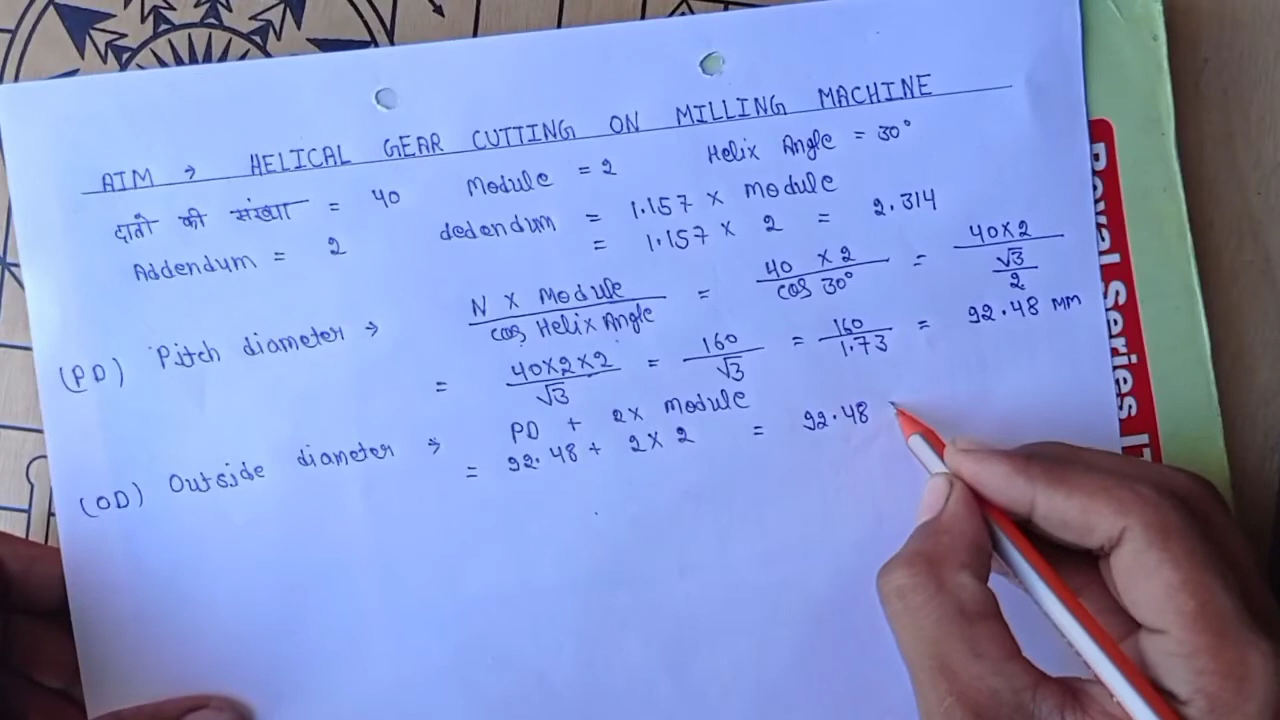 AIM → HELICAL GEAR CUTTING ON MILLING MACHINE
दातो की संख्या = 40 Module = 2 Helix Angle = 30°
Addendum = 2 dedendum = 1.157 × module
= 1.157 × 2 = 2.314
(PD) Pitch diameter → N × Module / cos Helix Angle = 40 × 2 / cos 30° = 40×2 / √3/2
= 40×2×2 / √3 = 160 / √3 = 160 / 1.73 = 92.48 MM
(OD) Outside diameter → PD + 2× Module
= 92.48 + 2×2 = 92.48
Royal Series